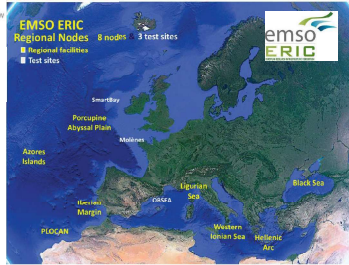 EMSO ERIC
Regional Nodes
8 nodes & 3 test sites
Regional facilities
Test sites
emso
ERIC
SmartBay
Porcupine
Abyssal Plain
Molènes
Azores
Islands
Black Sea
Ligurian
Sea
OBSEA
Iberian
Margin
PLOCAN
Western
Ionian Sea
Hellenic
Arc